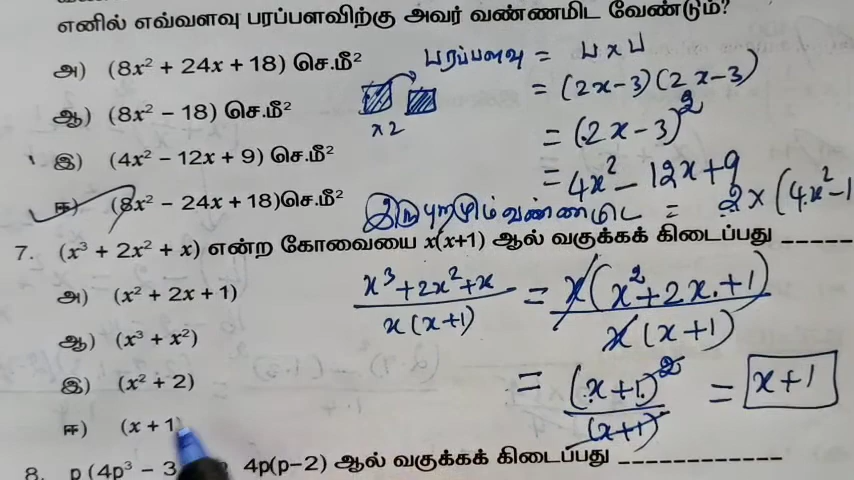 எனில் எவ்வளவு பரப்பளவிற்கு அவர் வண்ணமிட வேண்டும்?
அ) (8x² + 24x + 18) செ.மீ²
பரப்பளவு = ப x ப
ஆ) (8x² – 18) செ.மீ²
x2
= (2x-3)(2x-3)
= (2x-3)²
இ) (4x² – 12x + 9) செ.மீ²
= 4x² - 12x+9
ஈ) (8x² – 24x + 18)செ.மீ²
இருபுறமும் வண்ணமிட = 2x(4x²-1
7. (x³ + 2x² + x) என்ற கோவையை x(x+1) ஆல் வகுக்கக் கிடைப்பது _____
அ) (x² + 2x + 1)
x³+2x²+x / x(x+1) = x(x²+2x+1) / x(x+1)
ஆ) (x³ + x²)
இ) (x² + 2)
= (x+1)² / (x+1) = x+1
ஈ) (x + 1)
8. p(4p³ – 3 4p(p–2) ஆல் வகுக்கக் கிடைப்பது ____________